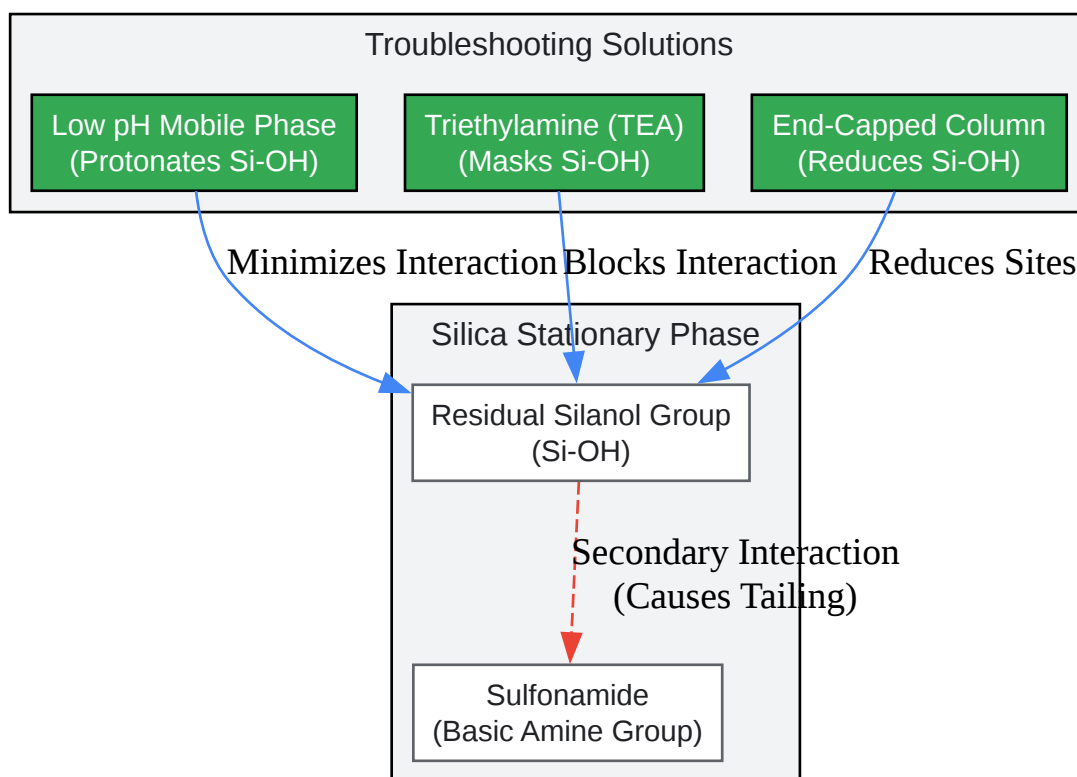 Troubleshooting Solutions
Low pH Mobile Phase
(Protonates Si-OH)
Triethylamine (TEA)
(Masks Si-OH)
End-Capped Column
(Reduces Si-OH)
Minimizes Interaction
Blocks Interaction
Reduces Sites
Silica Stationary Phase
Residual Silanol Group
(Si-OH)
Secondary Interaction
(Causes Tailing)
Sulfonamide
(Basic Amine Group)